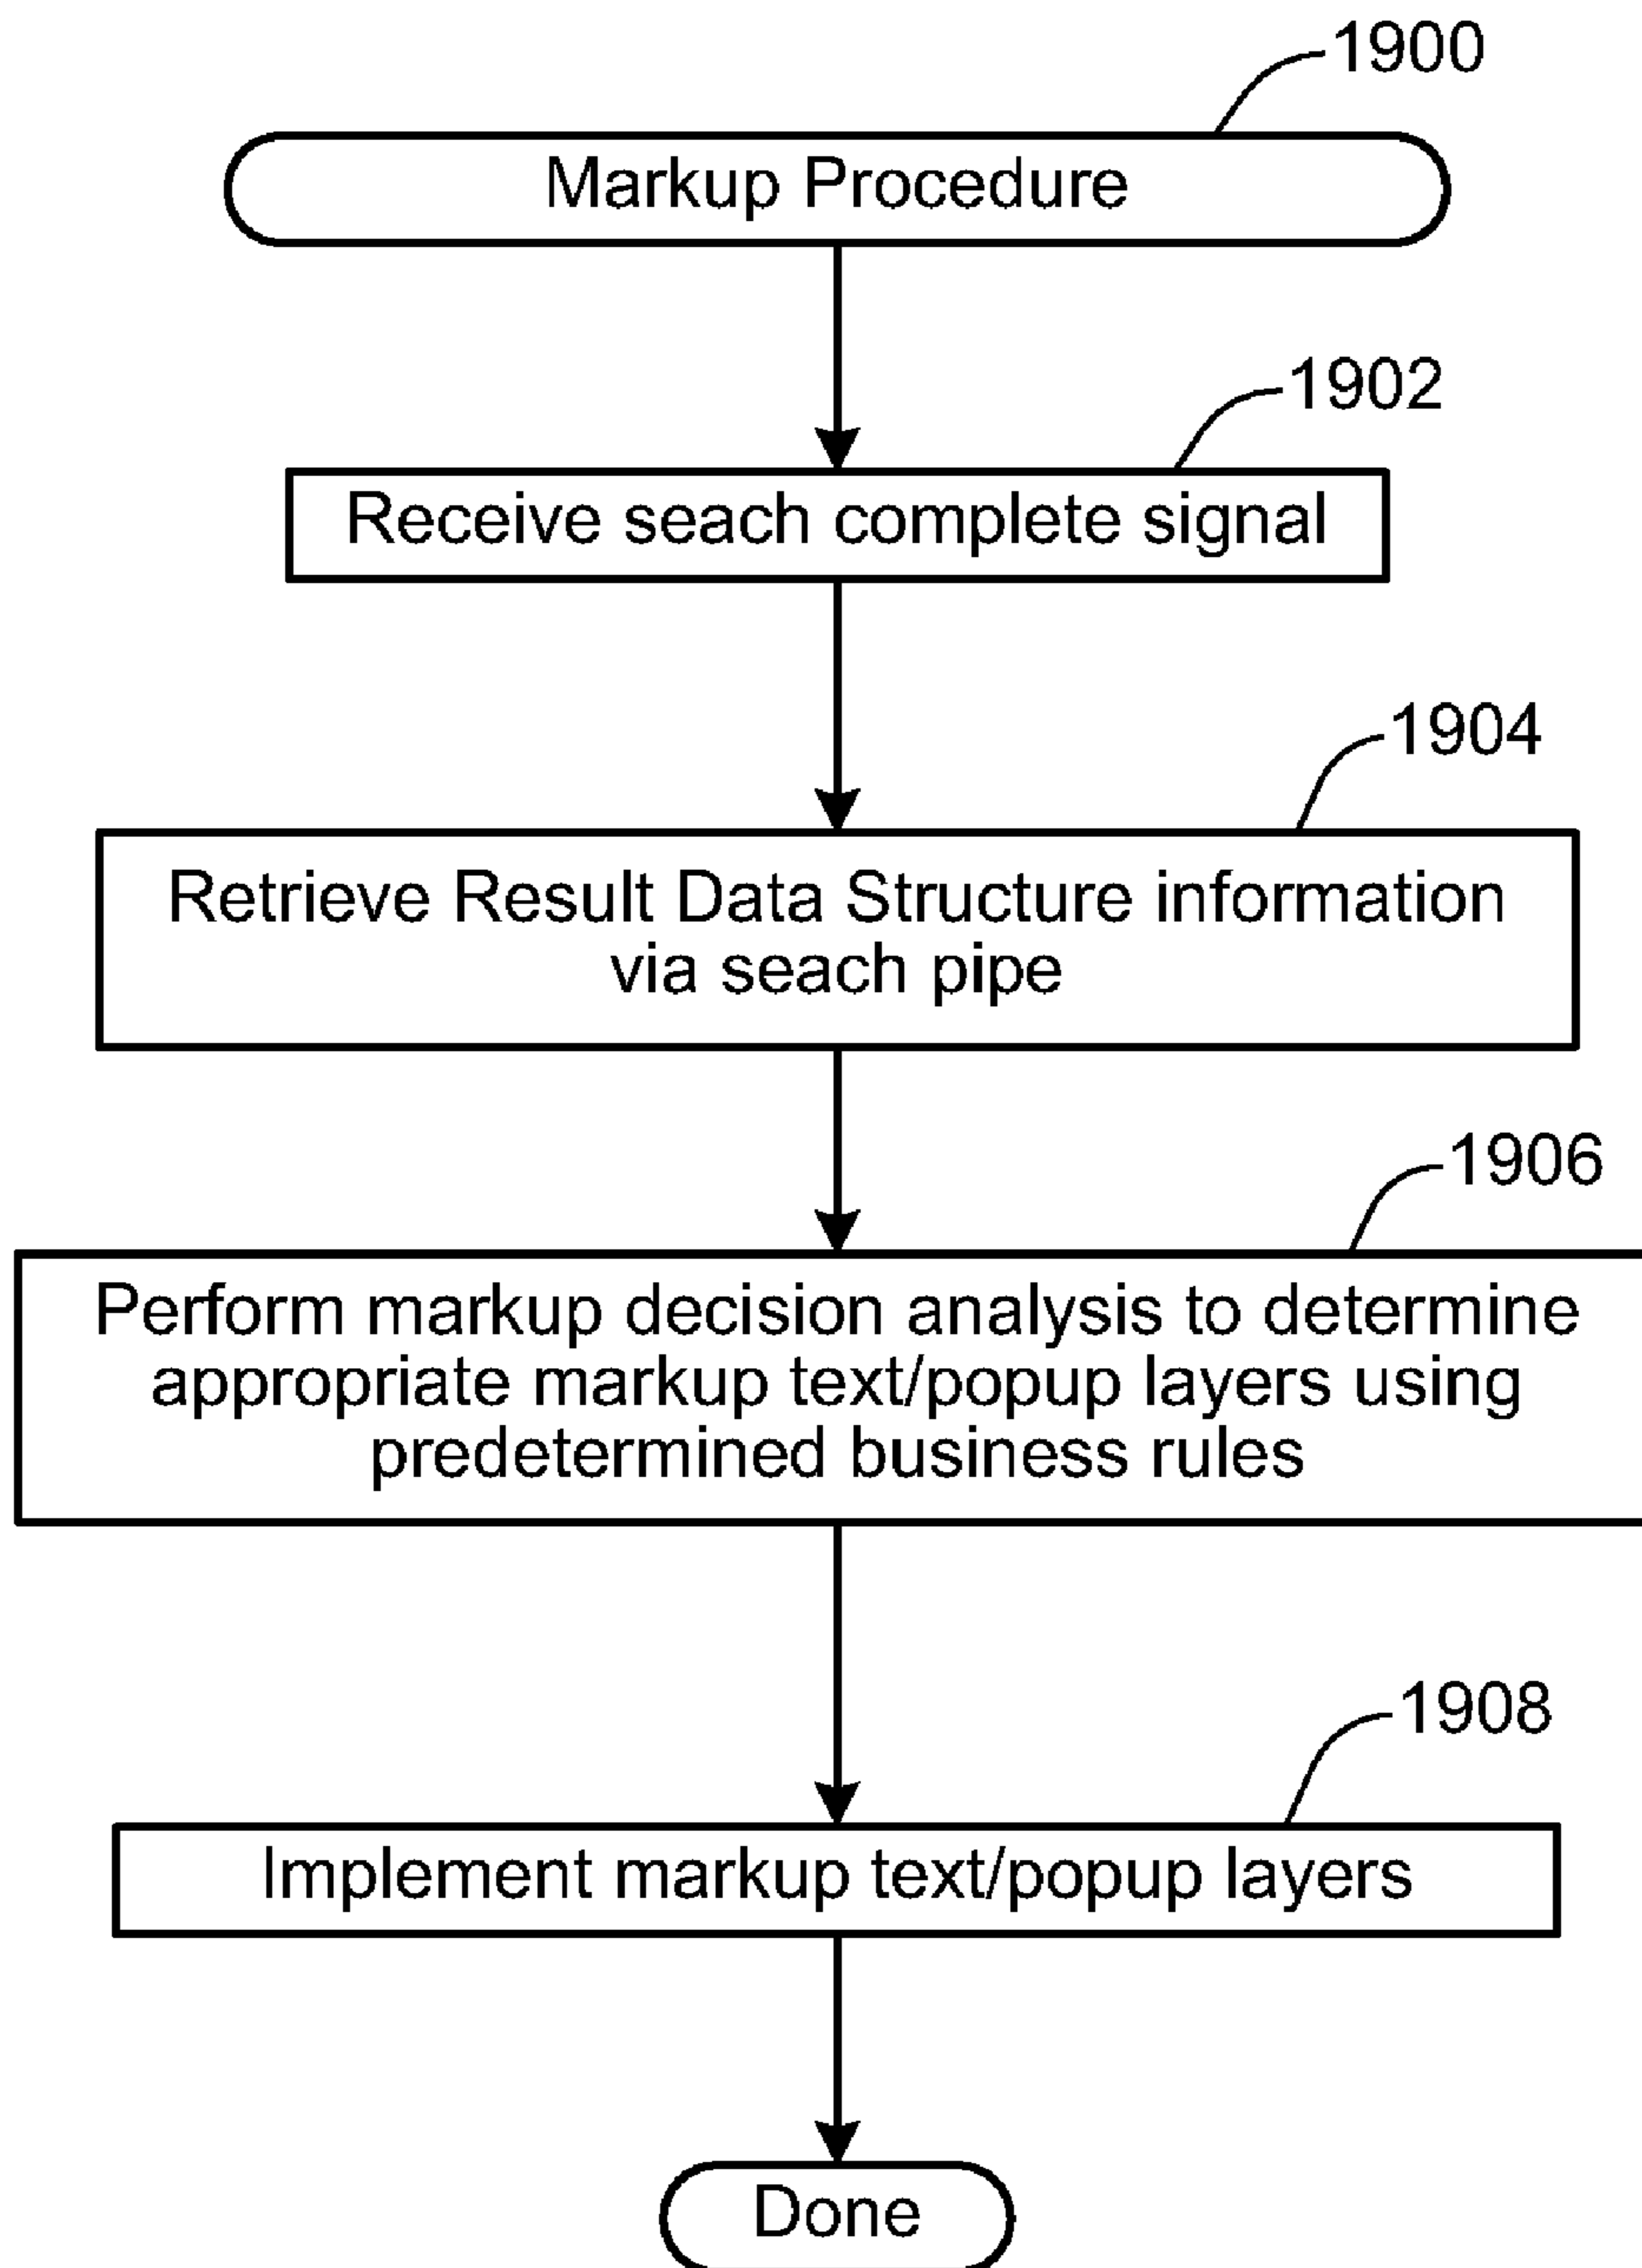 1900
Markup Procedure
1902
Receive seach complete signal
1904
Retrieve Result Data Structure information
via seach pipe
1906
Perform markup decision analysis to determine
appropriate markup text/popup layers using
predetermined business rules
1908
Implement markup text/popup layers
Done